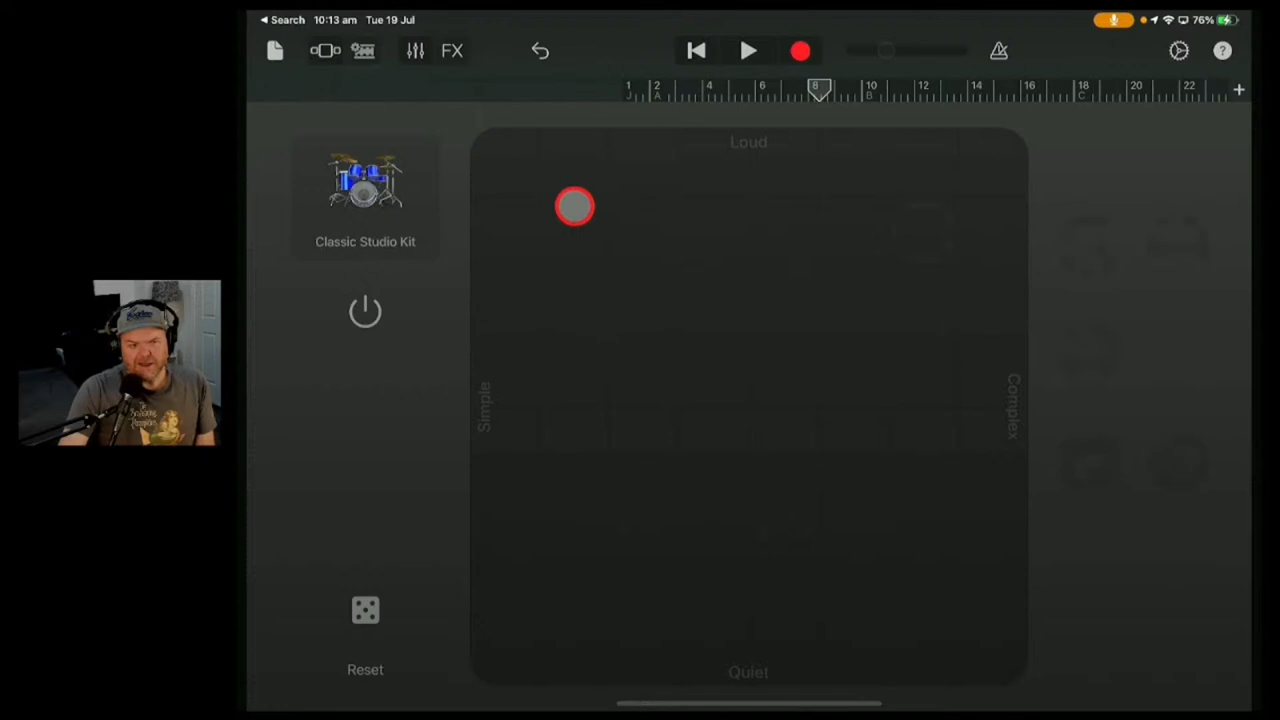 Search 10:13 am Tue 19 Jul
76%
FX
1 2 4 6 8 10 12 14 16 18 20 22 +
J A B C
Loud
Classic Studio Kit
Simple
Complex
Reset
Quiet